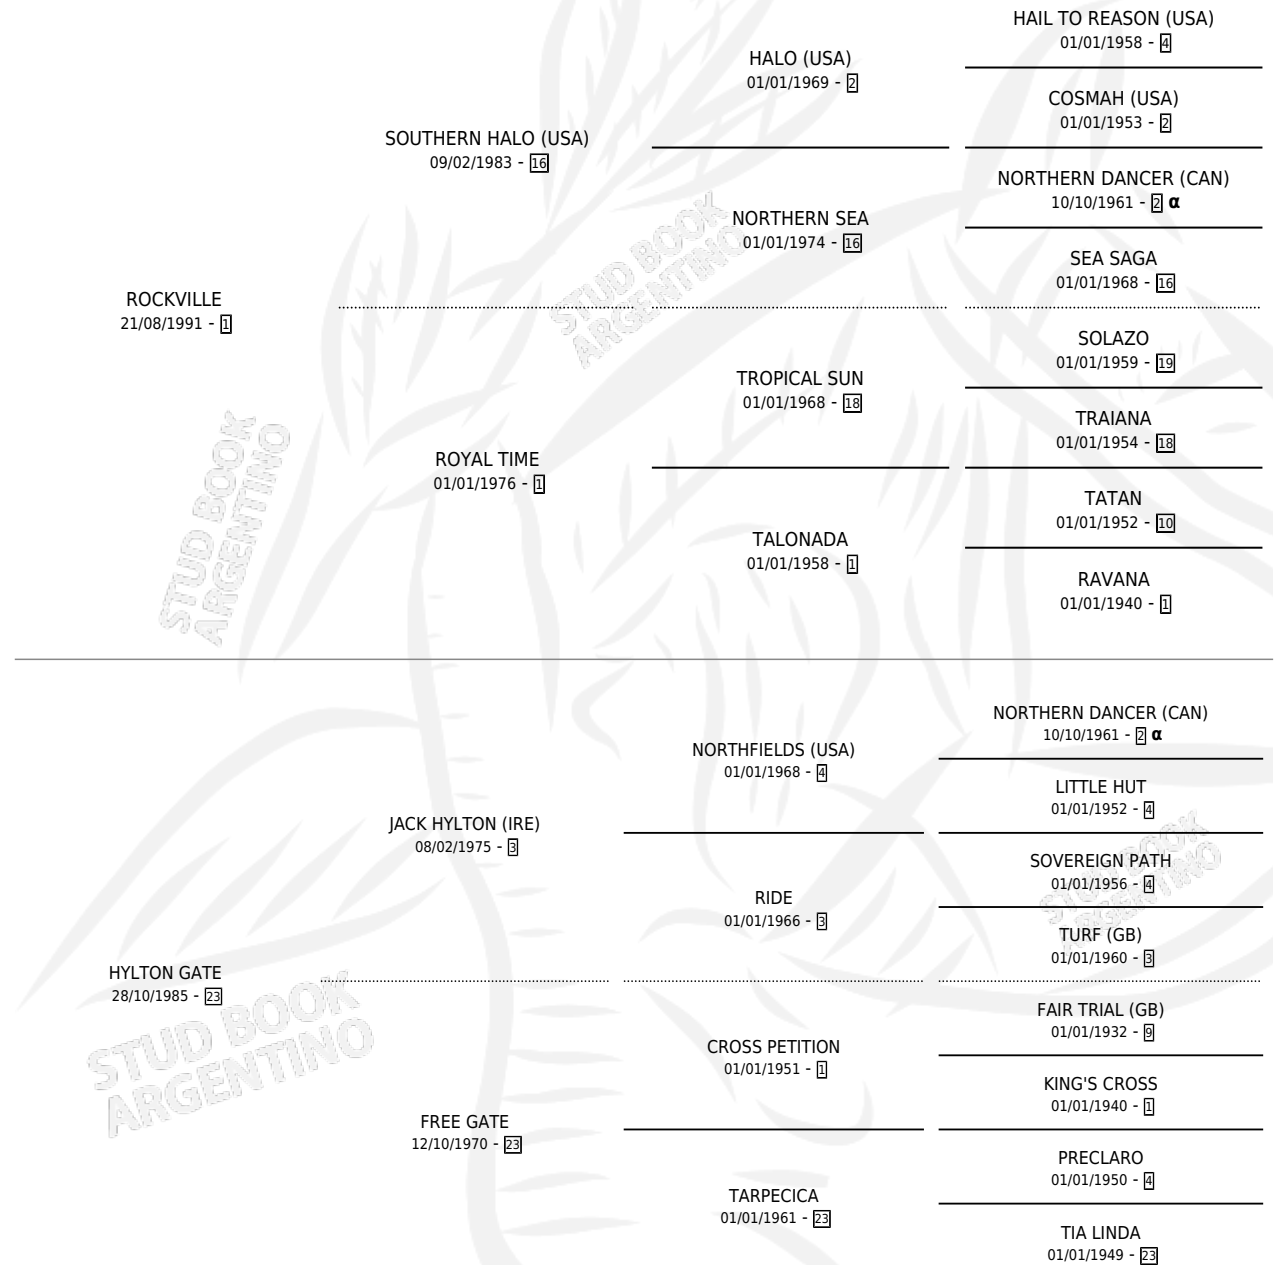 HAIL TO REASON (USA)
01/01/1958 - 4
HALO (USA)
01/01/1969 - 2
COSMAH (USA)
01/01/1953 - 2
SOUTHERN HALO (USA)
09/02/1983 - 16
NORTHERN DANCER (CAN)
10/10/1961 - 2 α
NORTHERN SEA
01/01/1974 - 16
SEA SAGA
01/01/1968 - 16
STUD BOOK
ARGENTINO
ROCKVILLE
21/08/1991 - 1
SOLAZO
01/01/1959 - 19
TROPICAL SUN
01/01/1968 - 18
TRAIANA
01/01/1954 - 18
ROYAL TIME
01/01/1976 - 1
TATAN
01/01/1952 - 10
TALONADA
01/01/1958 - 1
RAVANA
01/01/1940 - 1
STUD BOOK
ARGENTINO
NORTHERN DANCER (CAN)
10/10/1961 - 2 α
NORTHFIELDS (USA)
01/01/1968 - 4
LITTLE HUT
01/01/1952 - 4
JACK HYLTON (IRE)
08/02/1975 - 3
SOVEREIGN PATH
01/01/1956 - 4
RIDE
01/01/1966 - 3
TURF (GB)
01/01/1960 - 3
STUD BOOK
ARGENTINO
HYLTON GATE
28/10/1985 - 23
FAIR TRIAL (GB)
01/01/1932 - 9
CROSS PETITION
01/01/1951 - 1
KING'S CROSS
01/01/1940 - 1
STUD BOOK
ARGENTINO
FREE GATE
12/10/1970 - 23
PRECLARO
01/01/1950 - 4
TARPECICA
01/01/1961 - 23
TIA LINDA
01/01/1949 - 23